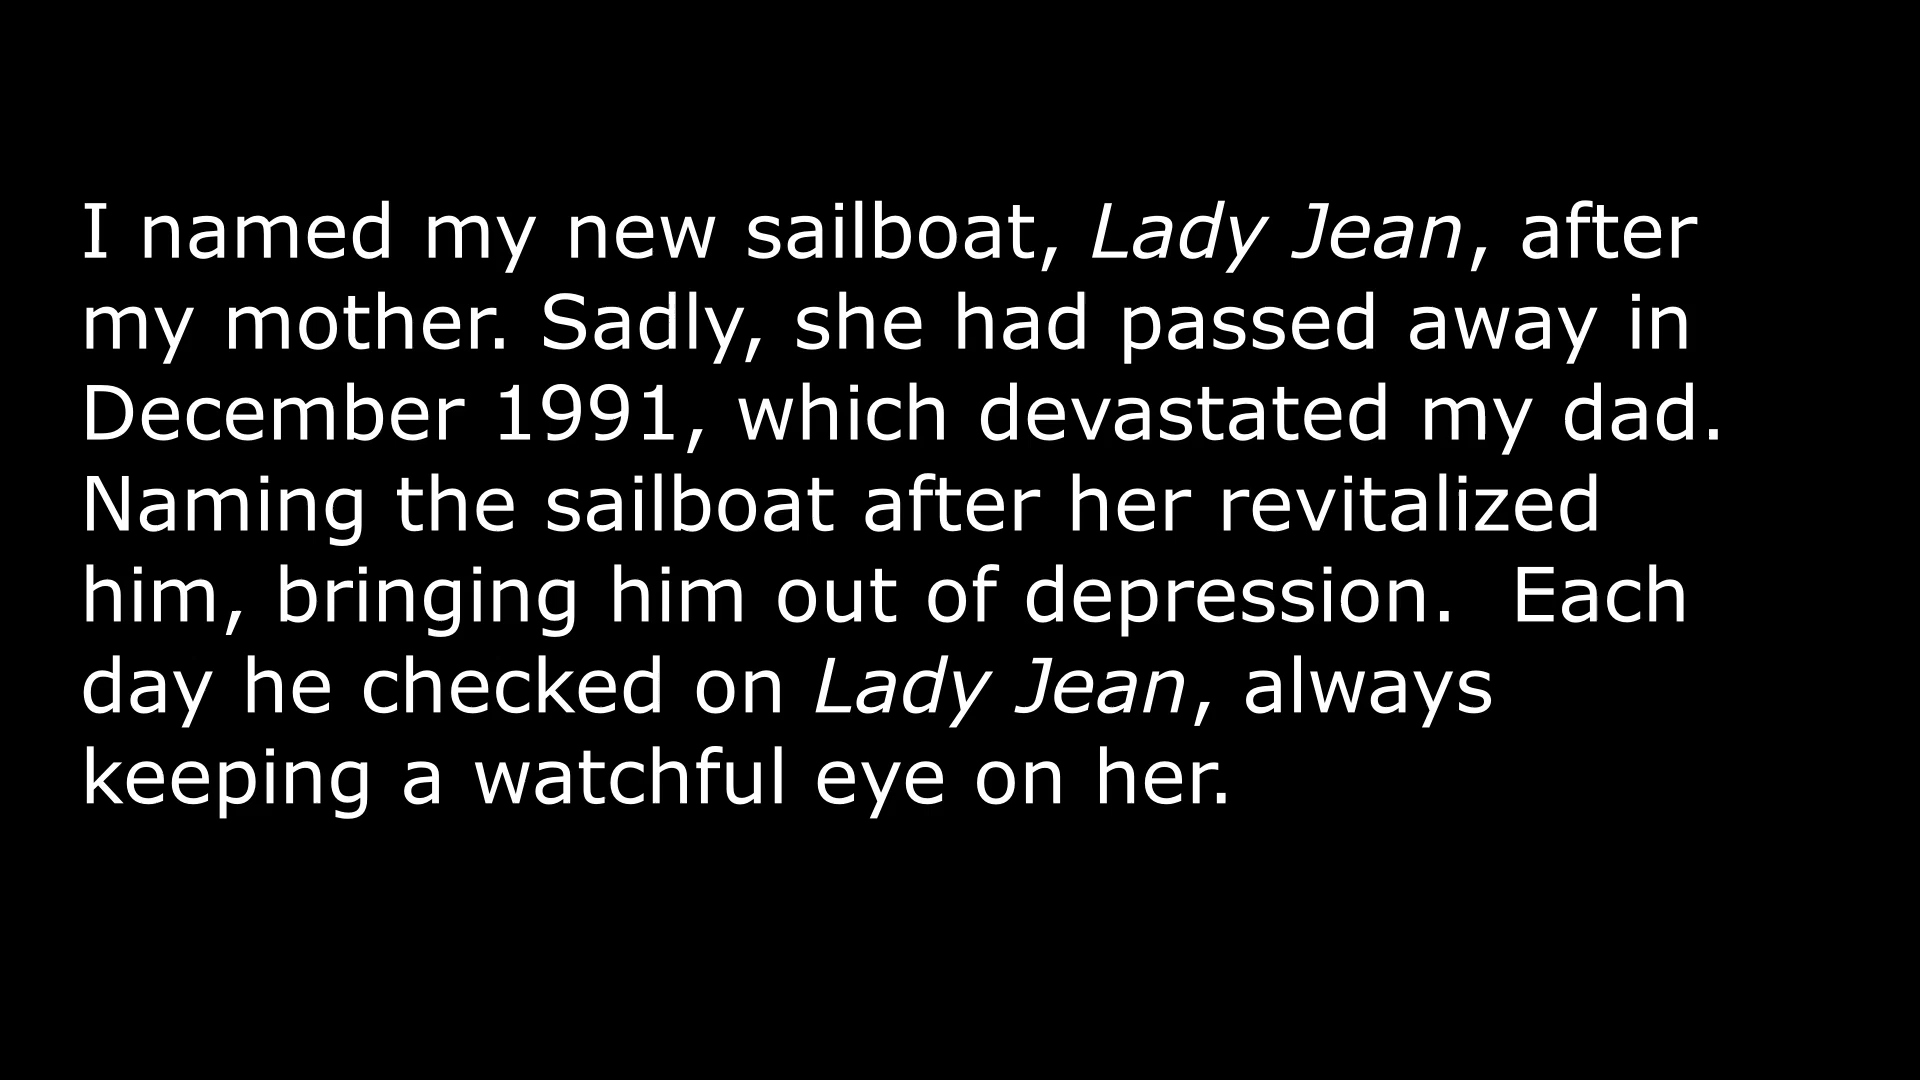 I named my new sailboat, Lady Jean, after
my mother. Sadly, she had passed away in
December 1991, which devastated my dad.
Naming the sailboat after her revitalized
him, bringing him out of depression.  Each
day he checked on Lady Jean, always
keeping a watchful eye on her.